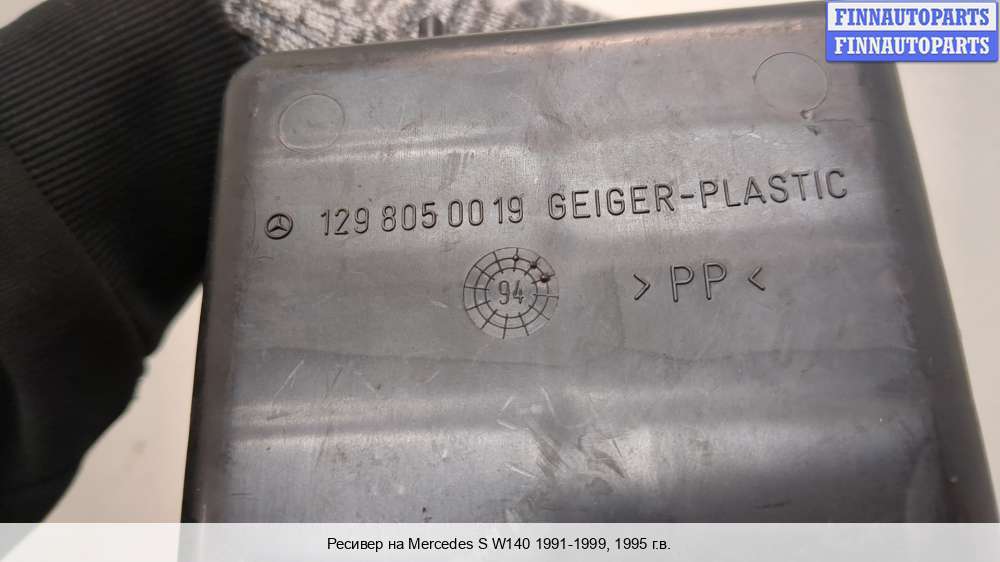 FINNAUTOPARTS
FINNAUTOPARTS
129 805 00 19 GEIGER-PLASTIC
94
> PP <
Ресивер на Mercedes S W140 1991-1999, 1995 г.в.